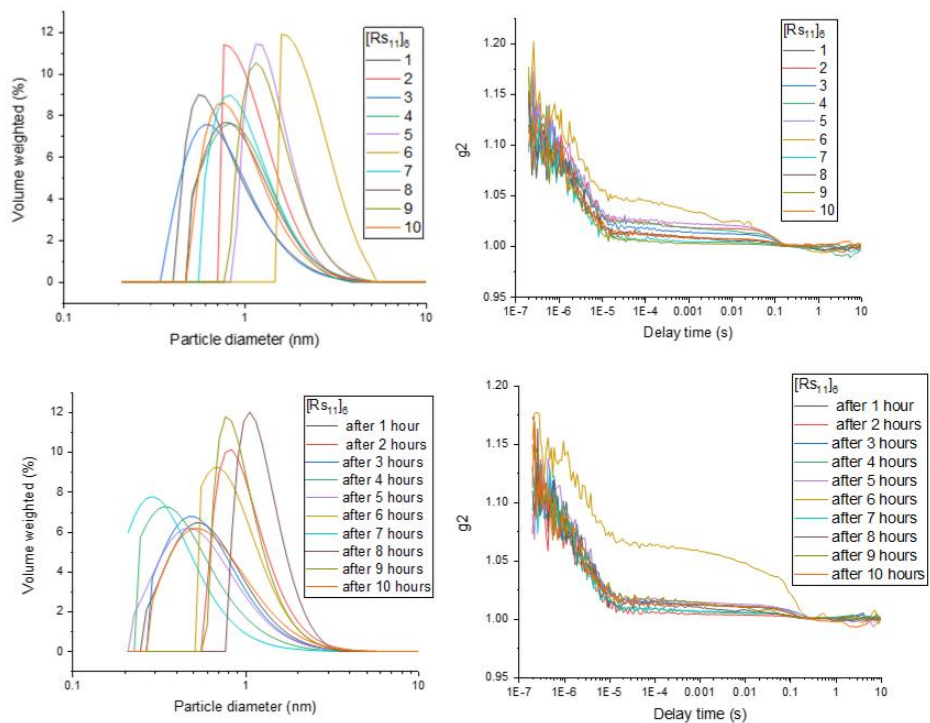 [Rs₁₁]₆
1
2
3
4
5
6
7
8
9
10
12
10
8
6
4
2
0
Volume weighted (%)
0.1
1
10
Particle diameter (nm)
[Rs₁₁]₆
1
2
3
4
5
6
7
8
9
10
1.20
1.15
1.10
1.05
1.00
0.95
g2
1E-7 1E-6 1E-5 1E-4 0.001 0.01 0.1 1 10
Delay time (s)
[Rs₁₁]₆
after 1 hour
after 2 hours
after 3 hours
after 4 hours
after 5 hours
after 6 hours
after 7 hours
after 8 hours
after 9 hours
after 10 hours
12
10
8
6
4
2
0
Volume weighted (%)
0.1
1
10
Particle diameter (nm)
[Rs₁₁]₆
after 1 hour
after 2 hours
after 3 hours
after 4 hours
after 5 hours
after 6 hours
after 7 hours
after 8 hours
after 9 hours
after 10 hours
1.20
1.15
1.10
1.05
1.00
0.95
g2
1E-7 1E-6 1E-5 1E-4 0.001 0.01 0.1 1 10
Delay time (s)